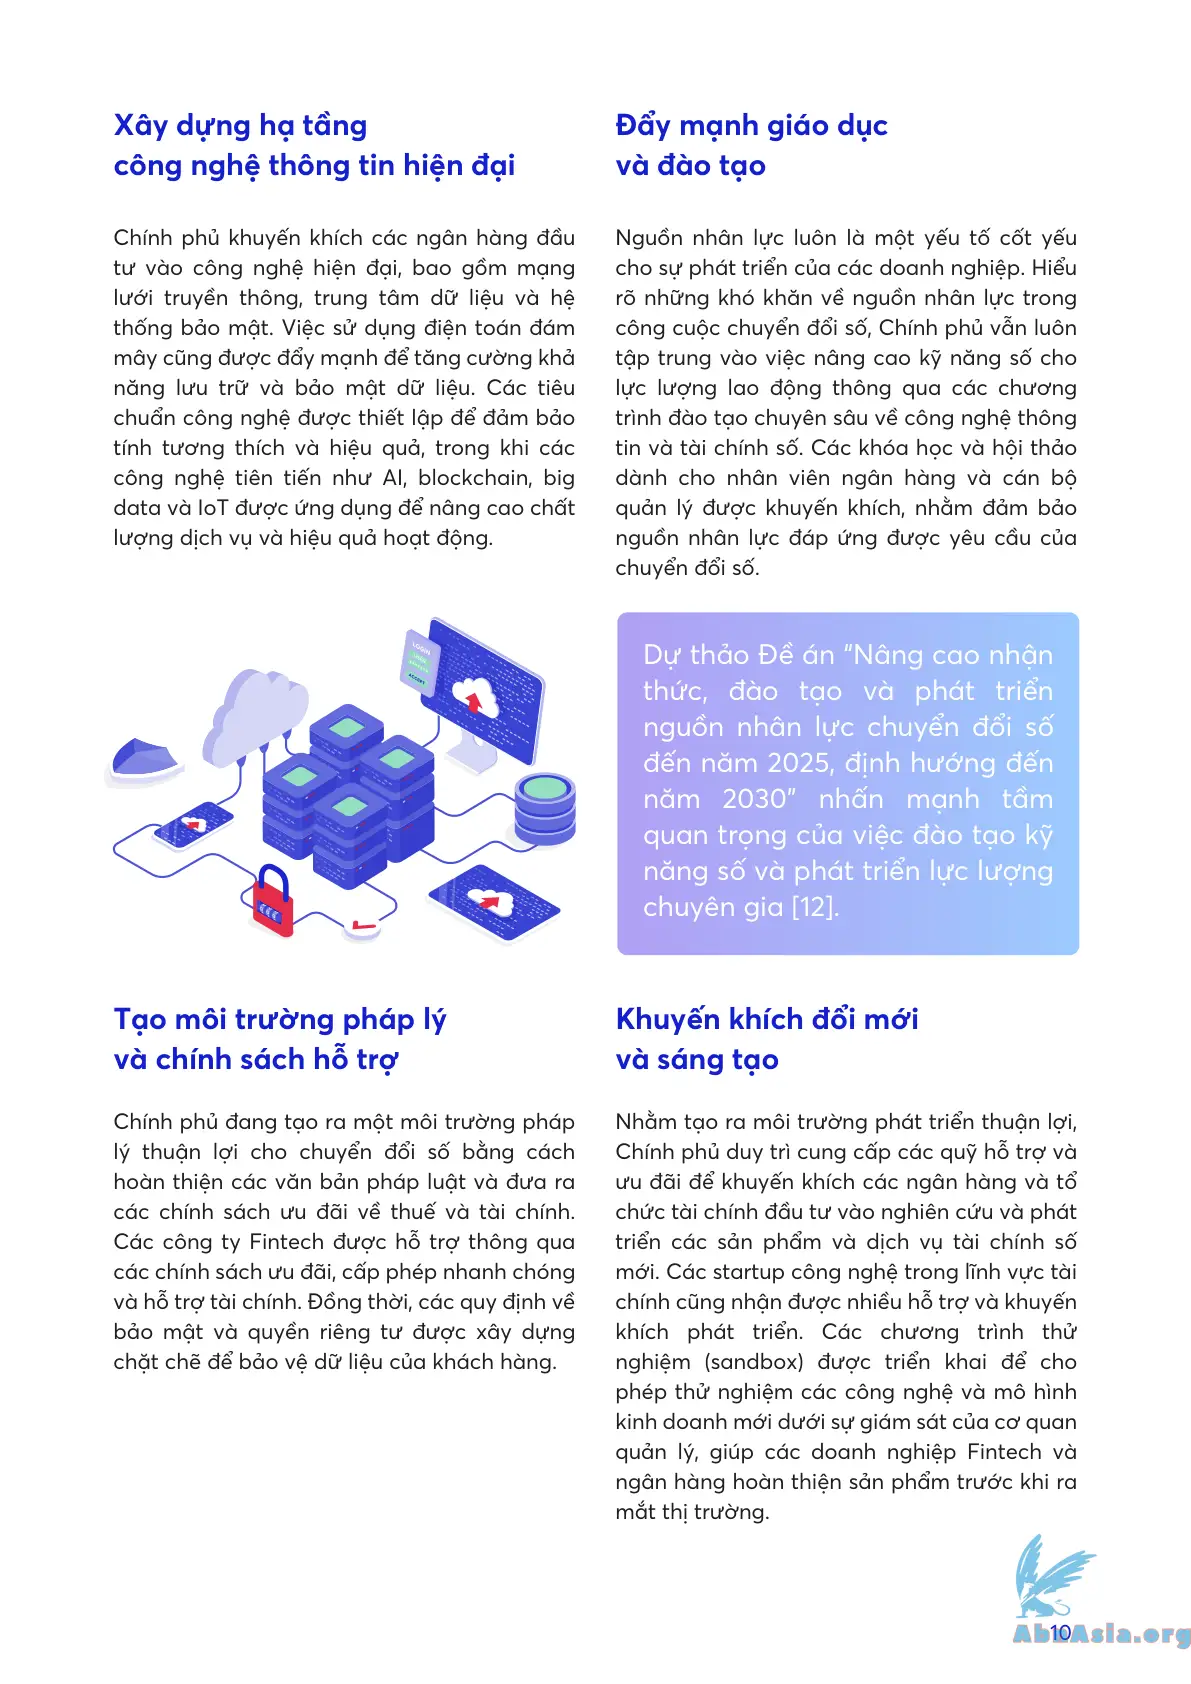 Xây dựng hạ tầng
công nghệ thông tin hiện đại
Chính phủ khuyến khích các ngân hàng đầu
tư vào công nghệ hiện đại, bao gồm mạng
lưới truyền thông, trung tâm dữ liệu và hệ
thống bảo mật. Việc sử dụng điện toán đám
mây cũng được đẩy mạnh để tăng cường khả
năng lưu trữ và bảo mật dữ liệu. Các tiêu
chuẩn công nghệ được thiết lập để đảm bảo
tính tương thích và hiệu quả, trong khi các
công nghệ tiên tiến như AI, blockchain, big
data và IoT được ứng dụng để nâng cao chất
lượng dịch vụ và hiệu quả hoạt động.
LOGIN
ACCEPT
Tạo môi trường pháp lý
và chính sách hỗ trợ
Chính phủ đang tạo ra một môi trường pháp
lý thuận lợi cho chuyển đổi số bằng cách
hoàn thiện các văn bản pháp luật và đưa ra
các chính sách ưu đãi về thuế và tài chính.
Các công ty Fintech được hỗ trợ thông qua
các chính sách ưu đãi, cấp phép nhanh chóng
và hỗ trợ tài chính. Đồng thời, các quy định về
bảo mật và quyền riêng tư được xây dựng
chặt chẽ để bảo vệ dữ liệu của khách hàng.
Đẩy mạnh giáo dục
và đào tạo
Nguồn nhân lực luôn là một yếu tố cốt yếu
cho sự phát triển của các doanh nghiệp. Hiểu
rõ những khó khăn về nguồn nhân lực trong
công cuộc chuyển đổi số, Chính phủ vẫn luôn
tập trung vào việc nâng cao kỹ năng số cho
lực lượng lao động thông qua các chương
trình đào tạo chuyên sâu về công nghệ thông
tin và tài chính số. Các khóa học và hội thảo
dành cho nhân viên ngân hàng và cán bộ
quản lý được khuyến khích, nhằm đảm bảo
nguồn nhân lực đáp ứng được yêu cầu của
chuyển đổi số.
Dự thảo Đề án “Nâng cao nhận
thức, đào tạo và phát triển
nguồn nhân lực chuyển đổi số
đến năm 2025, định hướng đến
năm 2030” nhấn mạnh tầm
quan trọng của việc đào tạo kỹ
năng số và phát triển lực lượng
chuyên gia [12].
Khuyến khích đổi mới
và sáng tạo
Nhằm tạo ra môi trường phát triển thuận lợi,
Chính phủ duy trì cung cấp các quỹ hỗ trợ và
ưu đãi để khuyến khích các ngân hàng và tổ
chức tài chính đầu tư vào nghiên cứu và phát
triển các sản phẩm và dịch vụ tài chính số
mới. Các startup công nghệ trong lĩnh vực tài
chính cũng nhận được nhiều hỗ trợ và khuyến
khích phát triển. Các chương trình thử
nghiệm (sandbox) được triển khai để cho
phép thử nghiệm các công nghệ và mô hình
kinh doanh mới dưới sự giám sát của cơ quan
quản lý, giúp các doanh nghiệp Fintech và
ngân hàng hoàn thiện sản phẩm trước khi ra
mắt thị trường.
10